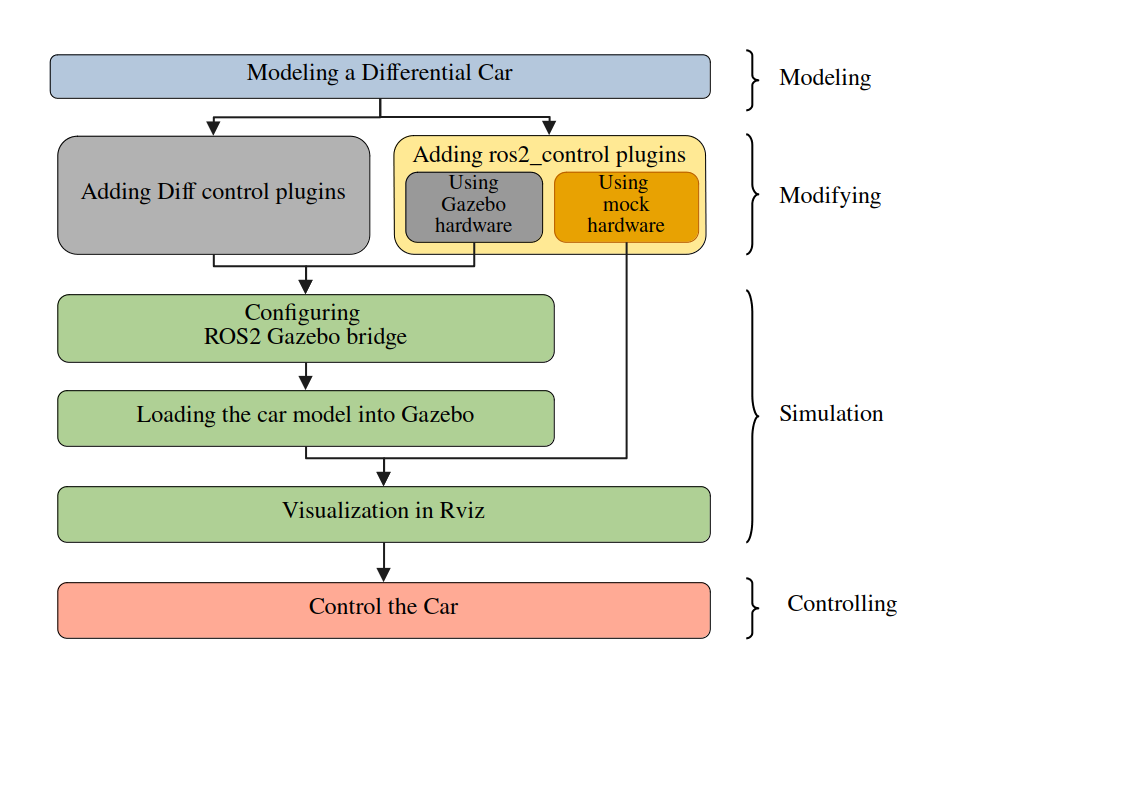 Modeling a Differential Car
Modeling
Adding Diff control plugins
Adding ros2_control plugins
Using
Gazebo
hardware
Using
mock
hardware
Modifying
Configuring
ROS2 Gazebo bridge
Loading the car model into Gazebo
Simulation
Visualization in Rviz
Control the Car
Controlling